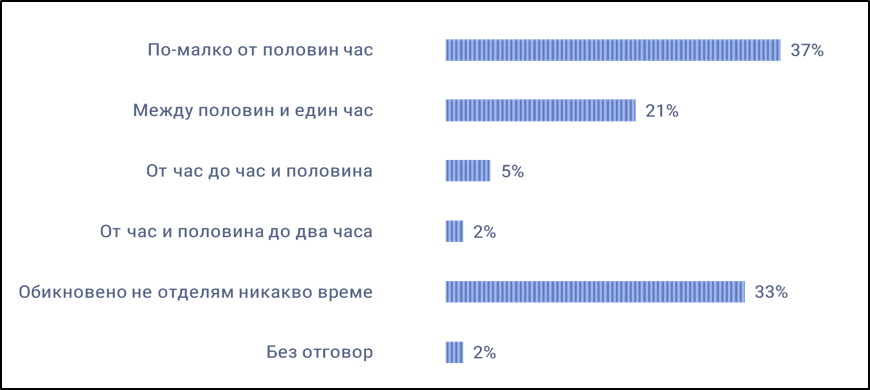 По-малко от половин час 37%
Между половин и един час 21%
От час до час и половина 5%
От час и половина до два часа 2%
Обикновено не отделям никакво време 33%
Без отговор 2%